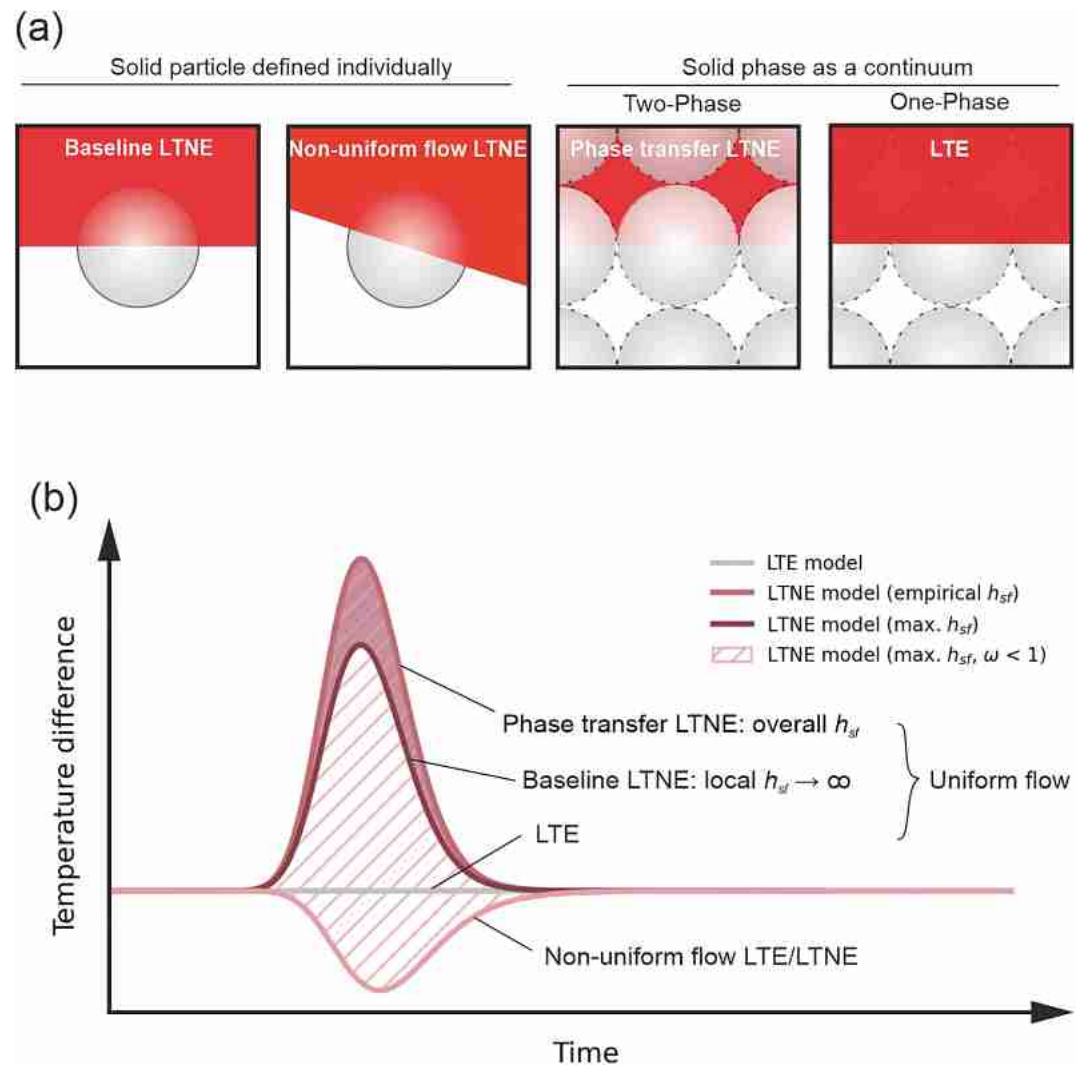 (a)
Solid particle defined individually
Solid phase as a continuum
Two-Phase
One-Phase
Baseline LTNE
Non-uniform flow LTNE
Phase transfer LTNE
LTE
(b)
Temperature difference
LTE model
LTNE model (empirical hsf)
LTNE model (max. hsf)
LTNE model (max. hsf, ω < 1)
Phase transfer LTNE: overall hsf
Baseline LTNE: local hsf → ∞
Uniform flow
LTE
Non-uniform flow LTE/LTNE
Time